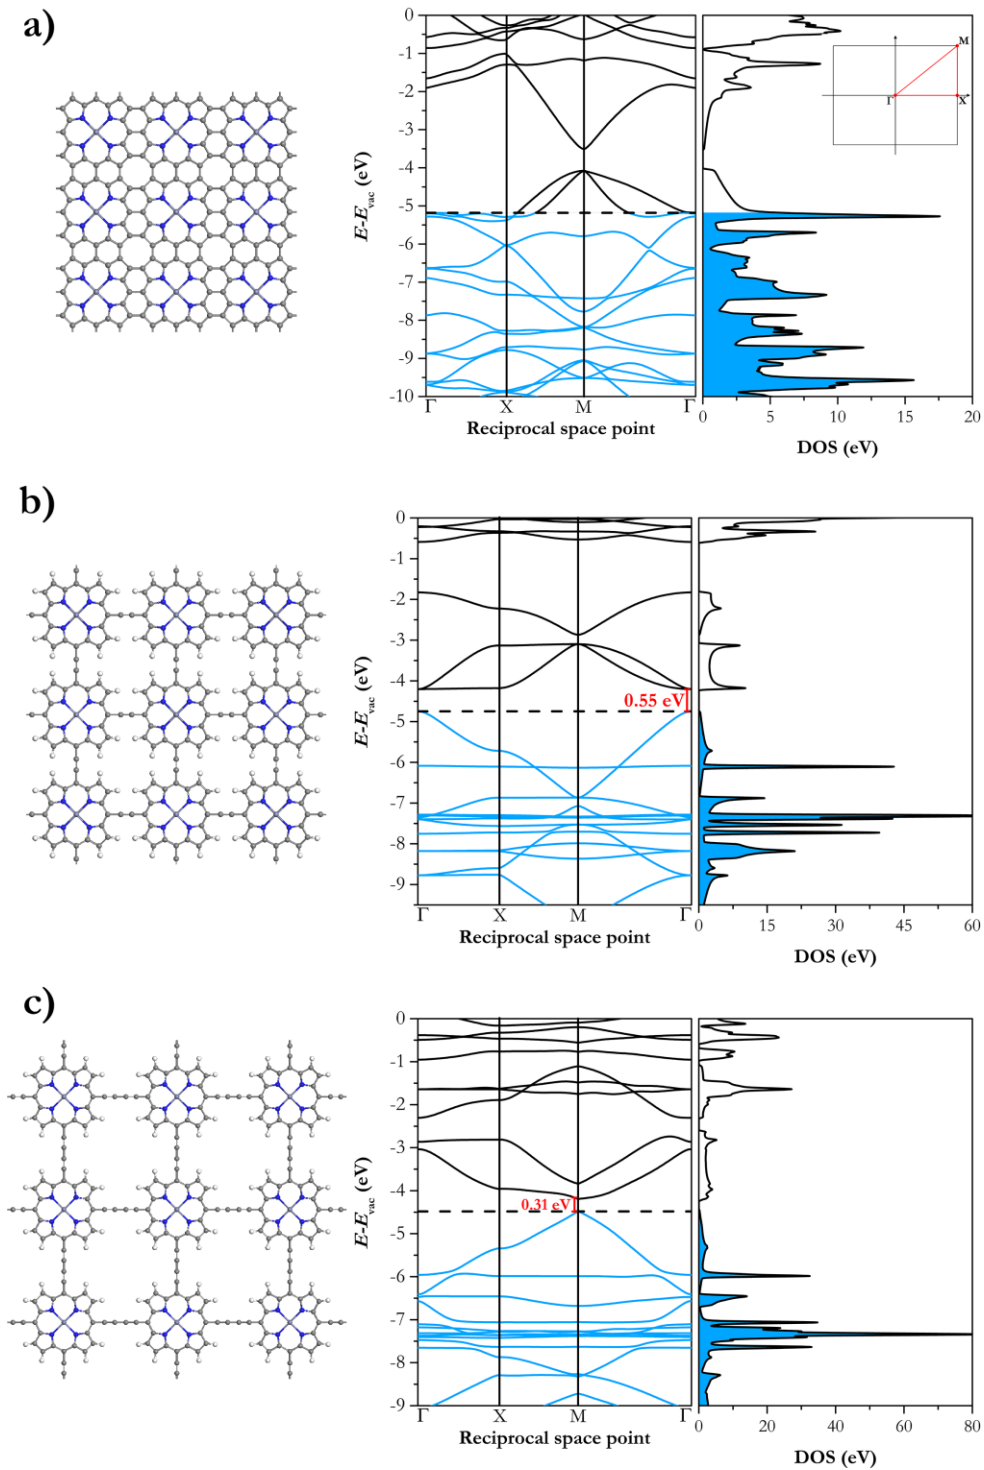 a)
0
-1
-2
-3
-4
-5
-6
-7
-8
-9
-10
E-Evac (eV)
Γ X M Γ
Reciprocal space point
M
Γ
X
0 5 10 15 20
DOS (eV)
b)
0
-1
-2
-3
-4
-5
-6
-7
-8
-9
E-Evac (eV)
0.55 eV
Γ X M Γ
Reciprocal space point
0 15 30 45 60
DOS (eV)
c)
0
-1
-2
-3
-4
-5
-6
-7
-8
-9
E-Evac (eV)
0.31 eV
Γ X M Γ
Reciprocal space point
0 20 40 60 80
DOS (eV)